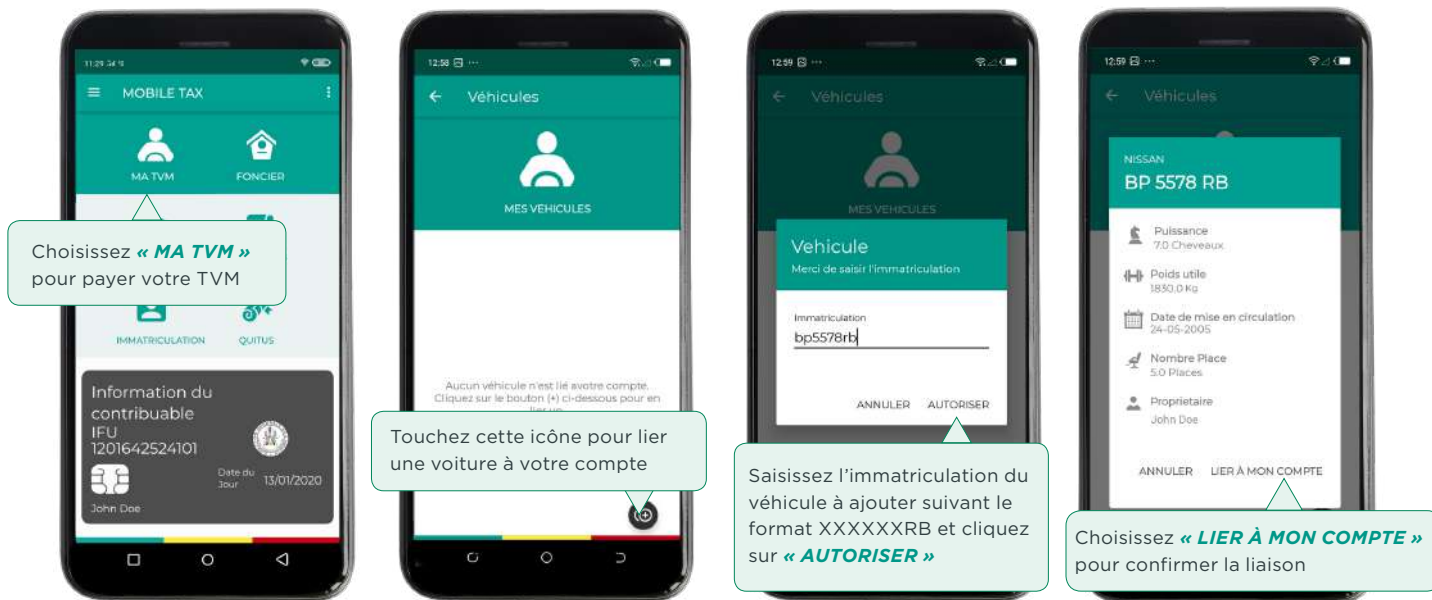 11:29
MOBILE TAX
MA TVM
FONCIER
Choisissez « MA TVM »
pour payer votre TVM
IMMATRICULATION
QUITUS
Information du
contribuable
IFU
1201642524101
Date du
Jour
13/01/2020
John Doe
12:58
Véhicules
MES VEHICULES
Aucun véhicule n'est lié avotre compte.
Cliquez sur le bouton (+) ci-dessous pour en
lier un
Touchez cette icône pour lier
une voiture à votre compte
12:59
Véhicules
MES VEHICULES
Vehicule
Merci de saisir l'immatriculation
Immatriculation
bp5578rb
ANNULER AUTORISER
Saisissez l’immatriculation du
véhicule à ajouter suivant le
format XXXXXXRB et cliquez
sur « AUTORISER »
12:59
Véhicules
NISSAN
BP 5578 RB
Puissance
7.0 Cheveaux
Poids utile
1830.0 Kg
Date de mise en circulation
24-05-2005
Nombre Place
5.0 Places
Proprietaire
John Doe
ANNULER LIER À MON COMPTE
Choisissez « LIER À MON COMPTE »
pour confirmer la liaison